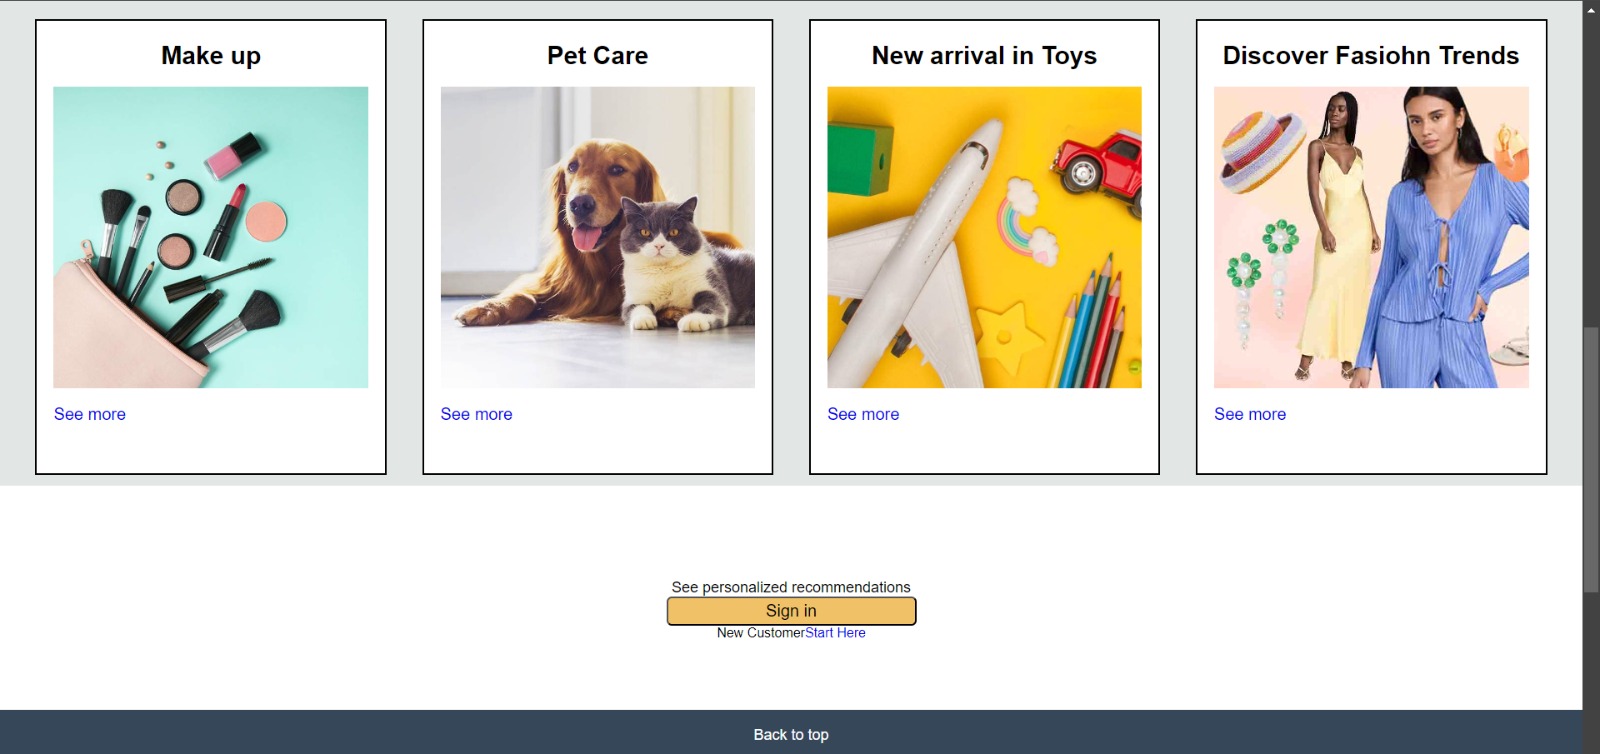 Make up
Pet Care
New arrival in Toys
Discover Fasiohn Trends
See more
See more
See more
See more
See personalized recommendations
Sign in
New CustomerStart Here
Back to top